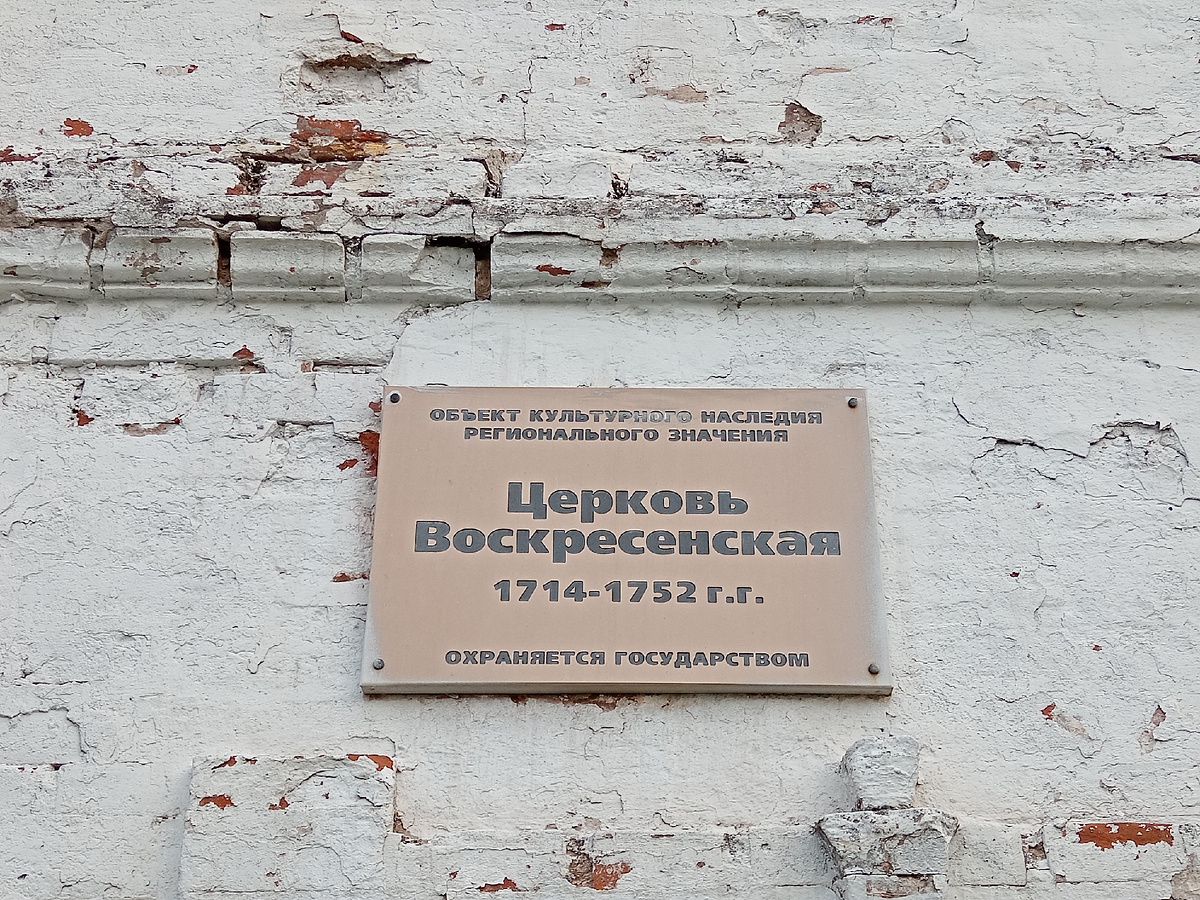 ОБЪЕКТ КУЛЬТУРНОГО НАСЛЕДИЯ
РЕГИОНАЛЬНОГО ЗНАЧЕНИЯ
Церковь
Воскресенская
1714-1752 г.г.
ОХРАНЯЕТСЯ ГОСУДАРСТВОМ